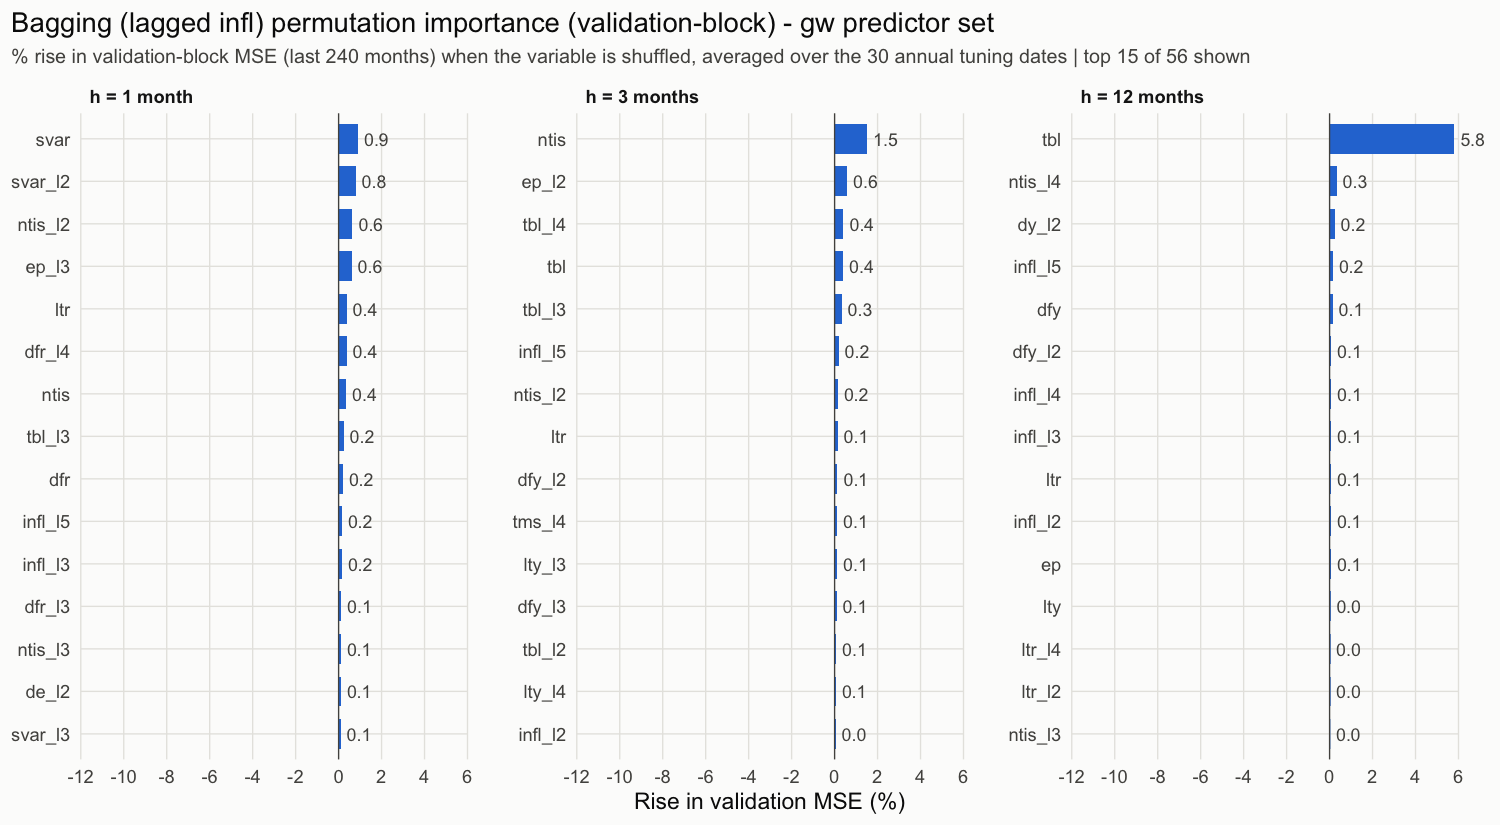 Bagging (lagged infl) permutation importance (validation-block) - gw predictor set
% rise in validation-block MSE (last 240 months) when the variable is shuffled, averaged over the 30 annual tuning dates | top 15 of 56 shown
h = 1 month
svar 0.9
svar_l2 0.8
ntis_l2 0.6
ep_l3 0.6
ltr 0.4
dfr_l4 0.4
ntis 0.4
tbl_l3 0.2
dfr 0.2
infl_l5 0.2
infl_l3 0.2
dfr_l3 0.1
ntis_l3 0.1
de_l2 0.1
svar_l3 0.1
-12 -10 -8 -6 -4 -2 0 2 4 6
h = 3 months
ntis 1.5
ep_l2 0.6
tbl_l4 0.4
tbl 0.4
tbl_l3 0.3
infl_l5 0.2
ntis_l2 0.2
ltr 0.1
dfy_l2 0.1
tms_l4 0.1
lty_l3 0.1
dfy_l3 0.1
tbl_l2 0.1
lty_l4 0.1
infl_l2 0.0
-12 -10 -8 -6 -4 -2 0 2 4 6
h = 12 months
tbl 5.8
ntis_l4 0.3
dy_l2 0.2
infl_l5 0.2
dfy 0.1
dfy_l2 0.1
infl_l4 0.1
infl_l3 0.1
ltr 0.1
infl_l2 0.1
ep 0.1
lty 0.0
ltr_l4 0.0
ltr_l2 0.0
ntis_l3 0.0
-12 -10 -8 -6 -4 -2 0 2 4 6
Rise in validation MSE (%)